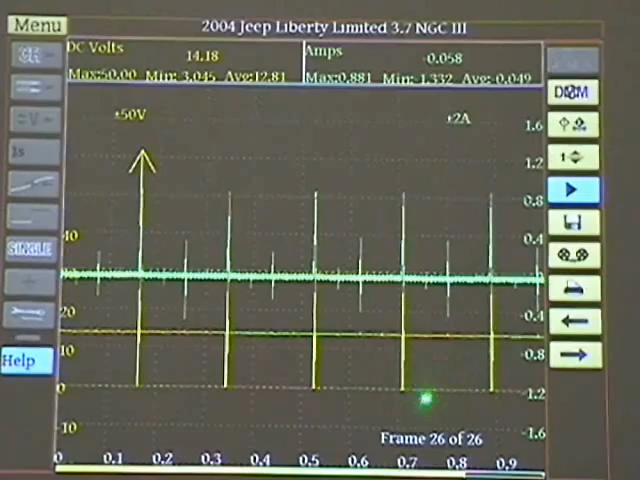 Menu
2004 Jeep Liberty Limited 3.7 NGC III
DC Volts
14.18
Max:50.00 Min: 3.045 Avg:12.81
Amps
-0.058
Max:0.881 Min: -1.332 Avg:-0.049
±50V
±2A
1.6
1.2
1s
0.8
40
0.4
SINGLE
20
-0.4
10
-0.8
Help
0
-1.2
-10
Frame 26 of 26
-1.6
0 0.1 0.2 0.3 0.4 0.5 0.6 0.7 0.8 0.9